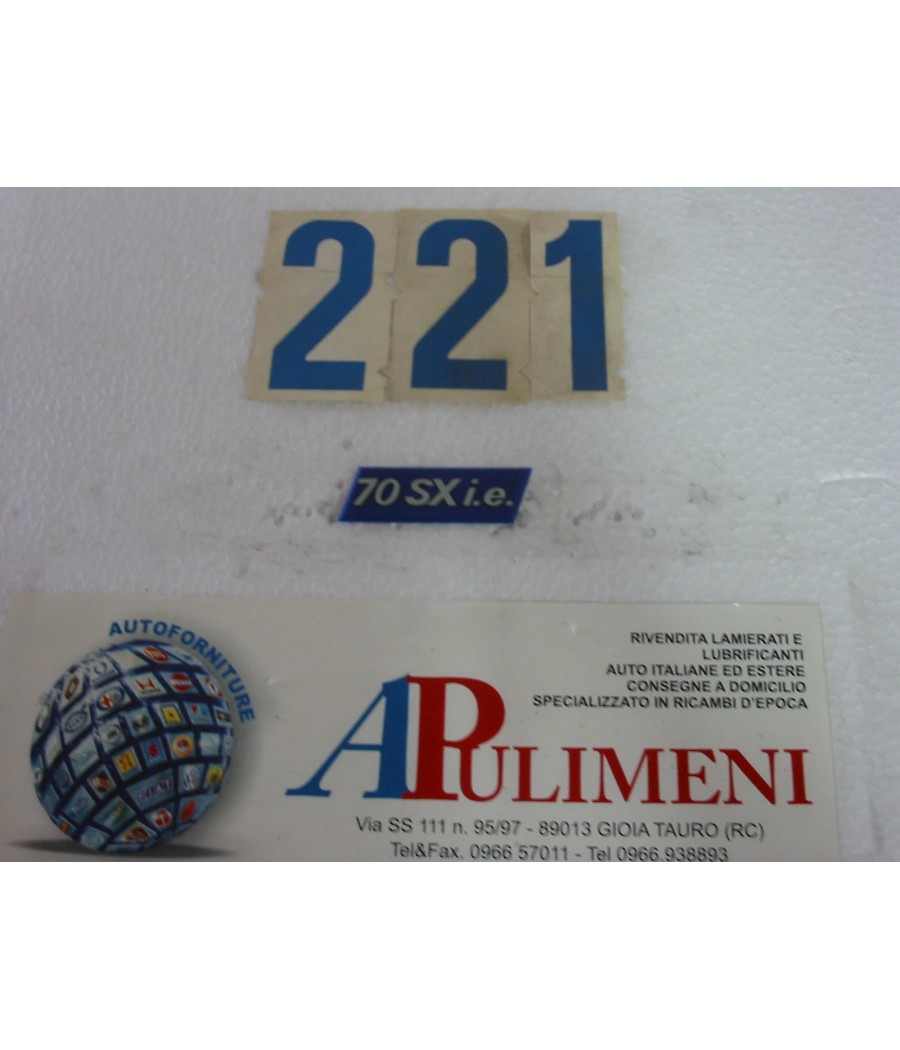 221
70 SX i.e.
AUTOFORNITURE
RIVENDITA LAMIERATI E
LUBRIFICANTI
AUTO ITALIANE ED ESTERE
CONSEGNE A DOMICILIO
SPECIALIZZATO IN RICAMBI D'EPOCA
APULIMENI
Via SS 111 n. 95/97 - 89013 GIOIA TAURO (RC)
Tel&Fax. 0966 57011 - Tel 0966.938893